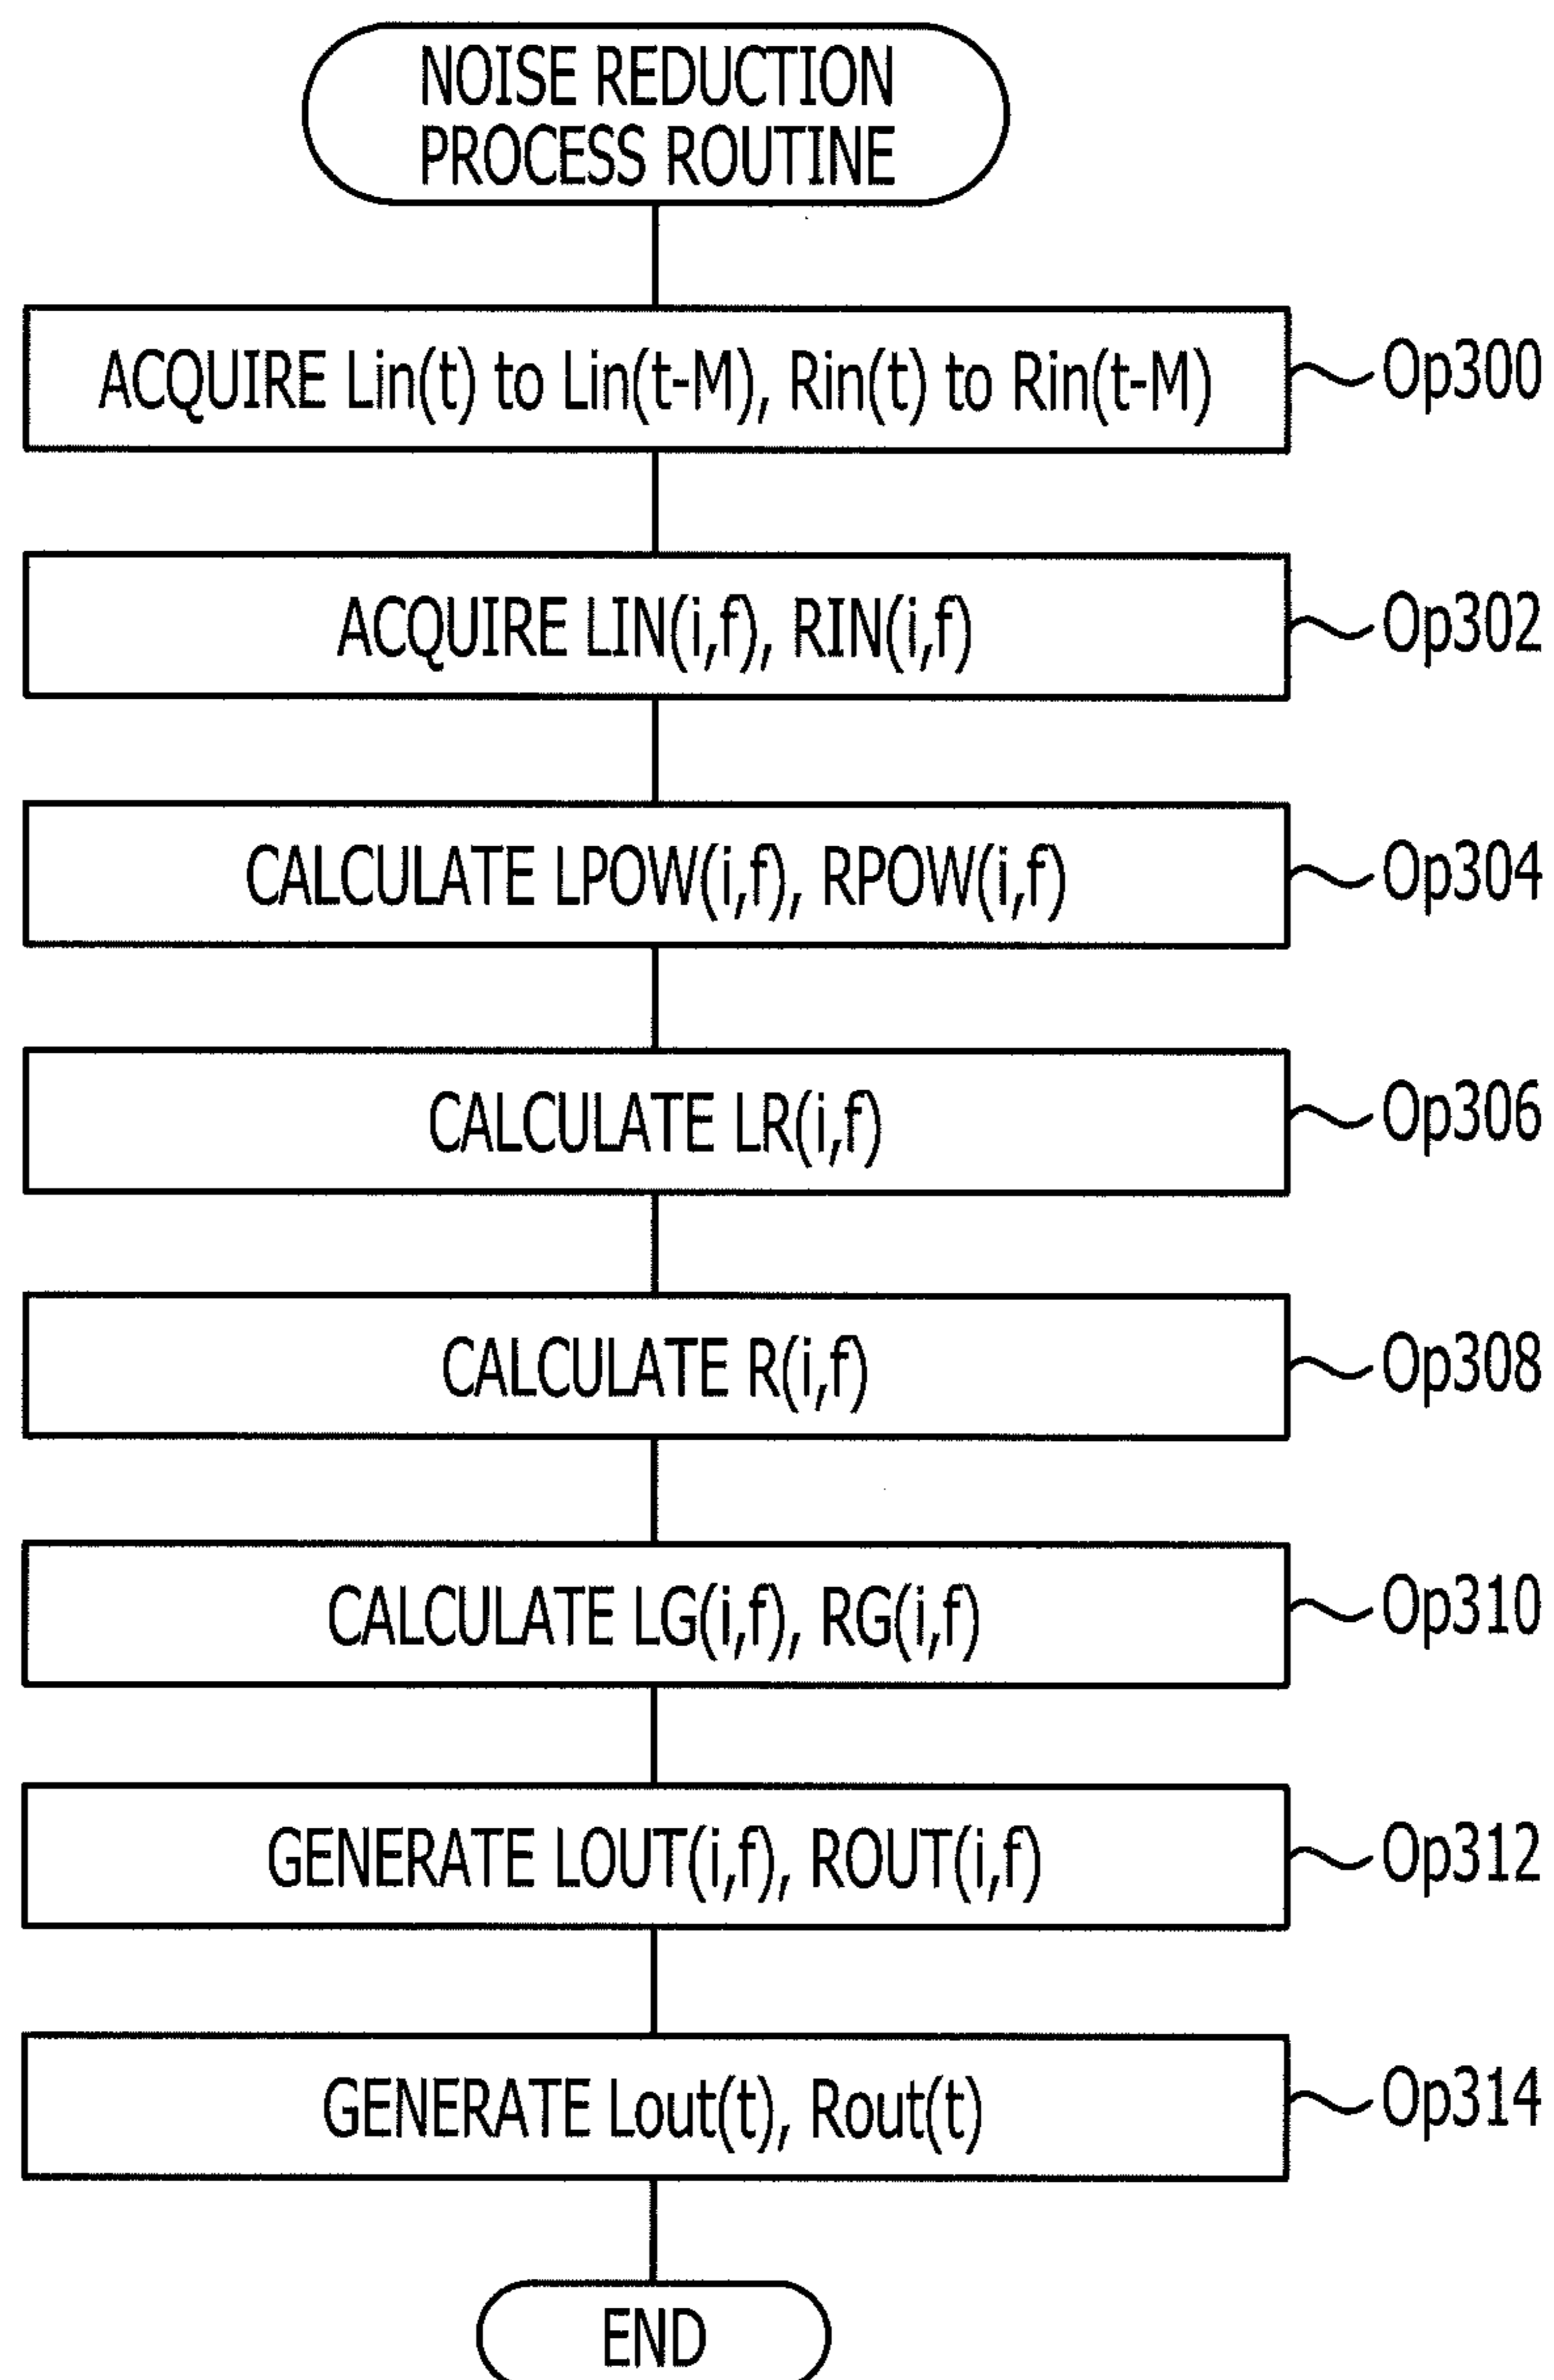 NOISE REDUCTION
PROCESS ROUTINE
ACQUIRE Lin(t) to Lin(t-M), Rin(t) to Rin(t-M)
Op300
ACQUIRE LIN(i,f), RIN(i,f)
Op302
CALCULATE LPOW(i,f), RPOW(i,f)
Op304
CALCULATE LR(i,f)
Op306
CALCULATE R(i,f)
Op308
CALCULATE LG(i,f), RG(i,f)
Op310
GENERATE LOUT(i,f), ROUT(i,f)
Op312
GENERATE Lout(t), Rout(t)
Op314
END